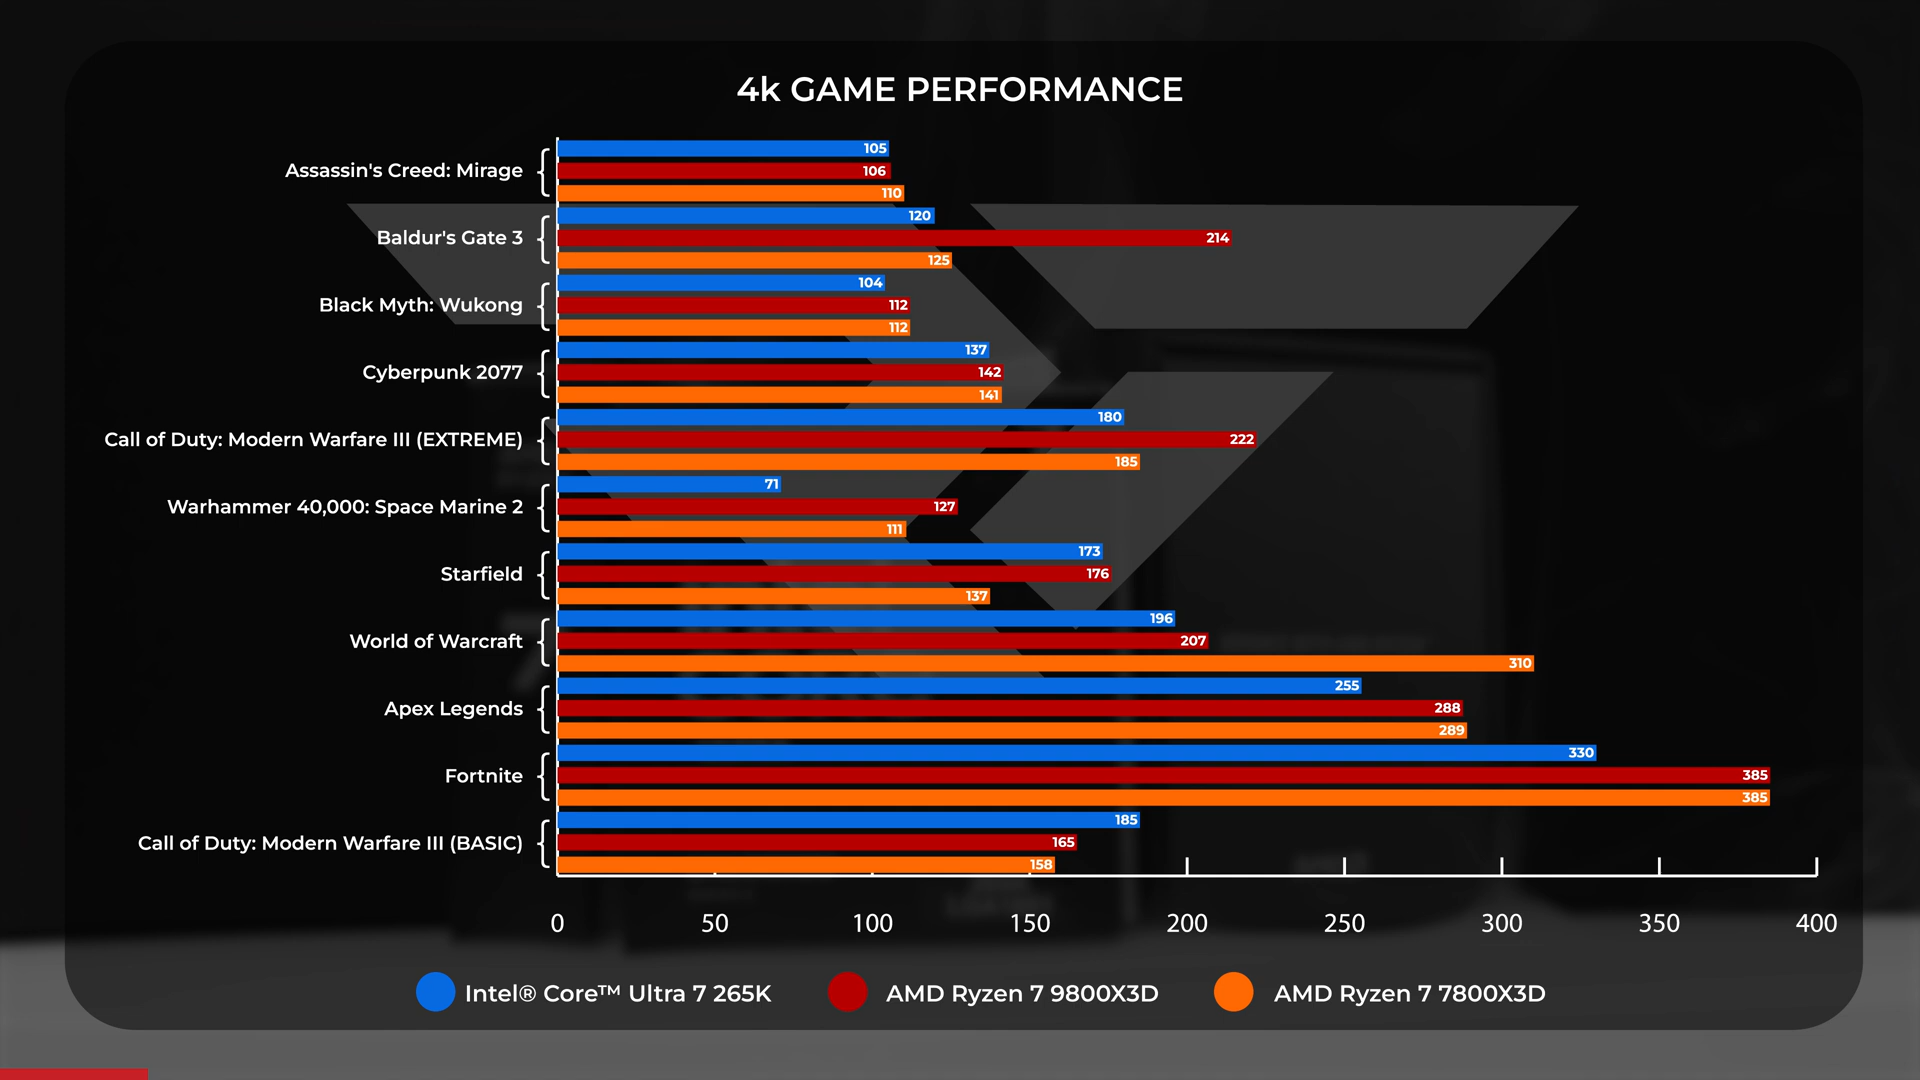 4k GAME PERFORMANCE
Assassin's Creed: Mirage
105
106
110
Baldur's Gate 3
120
214
125
Black Myth: Wukong
104
112
112
Cyberpunk 2077
137
142
141
Call of Duty: Modern Warfare III (EXTREME)
180
222
185
Warhammer 40,000: Space Marine 2
71
127
111
Starfield
173
176
137
World of Warcraft
196
207
310
Apex Legends
255
288
289
Fortnite
330
385
385
Call of Duty: Modern Warfare III (BASIC)
185
165
158
0 50 100 150 200 250 300 350 400
Intel® Core™ Ultra 7 265K AMD Ryzen 7 9800X3D AMD Ryzen 7 7800X3D